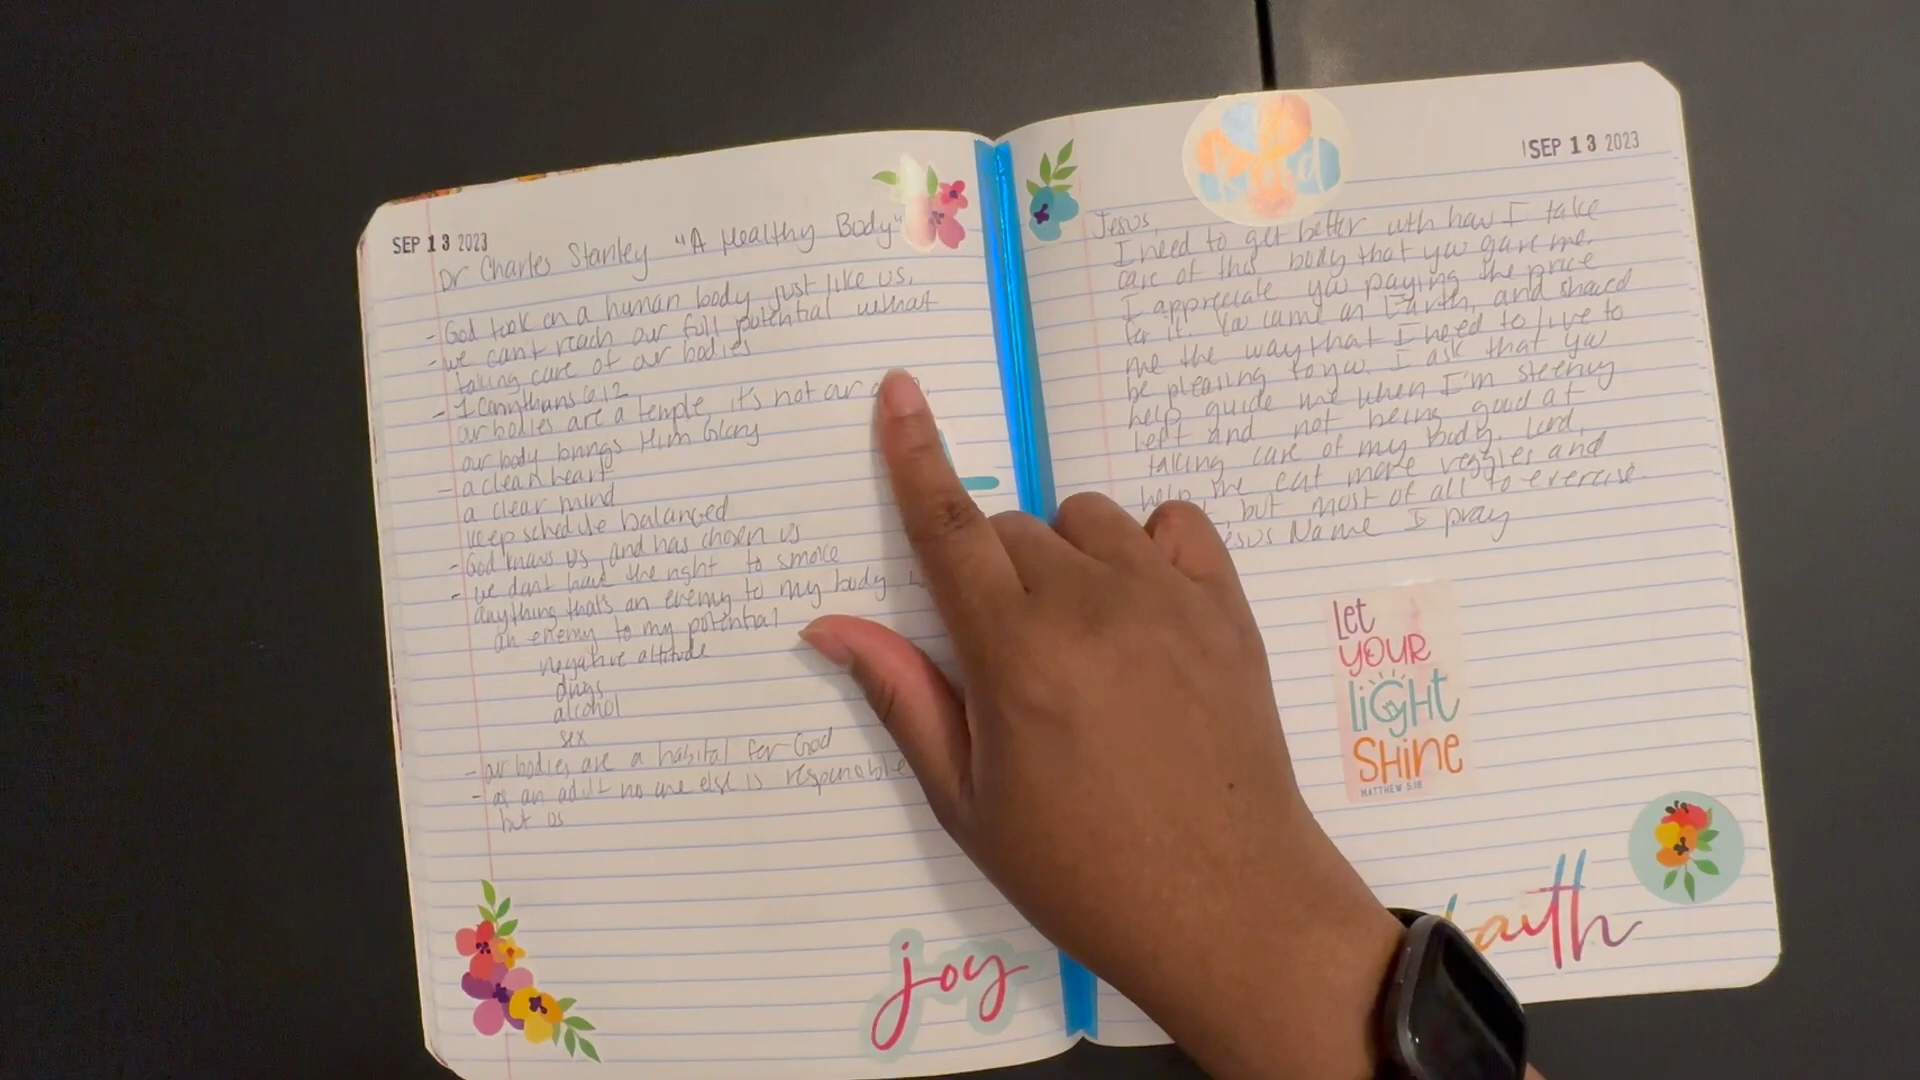 SEP 13 2023
Dr Charles Stanley "A Healthy Body"
- God took on a human body just like us.
- we can't reach our full potential without
taking care of our bodies
- 1 Corinthians 6:12
our bodies are a temple, it's not our
our body brings Him Glory
- a clean heart
a clear mind
keep schedule balanced
- God knows us, and has chosen us
- we don't have the right to smoke
anything that's an enemy to my body is
an enemy to my potential
negative attitude
drugs
alcohol
sex
- our bodies are a habital for God
- as an adult no one else is responsible
but us
joy
SEP 13 2023
Jesus,
I need to get better with how I take
care of this body that you gave me.
I appreciate you paying the price
for it. You came on Earth, and shared
me the way that I need to live to
be pleasing to you. I ask that you
help guide me when I'm steering
left and not being good at
taking care of my body. Lord,
help me eat more veggies and
, but most of all to exercise.
Jesus Name I pray
Let
YOUR
LIGHT
SHINE
MATTHEW 5:16
faith